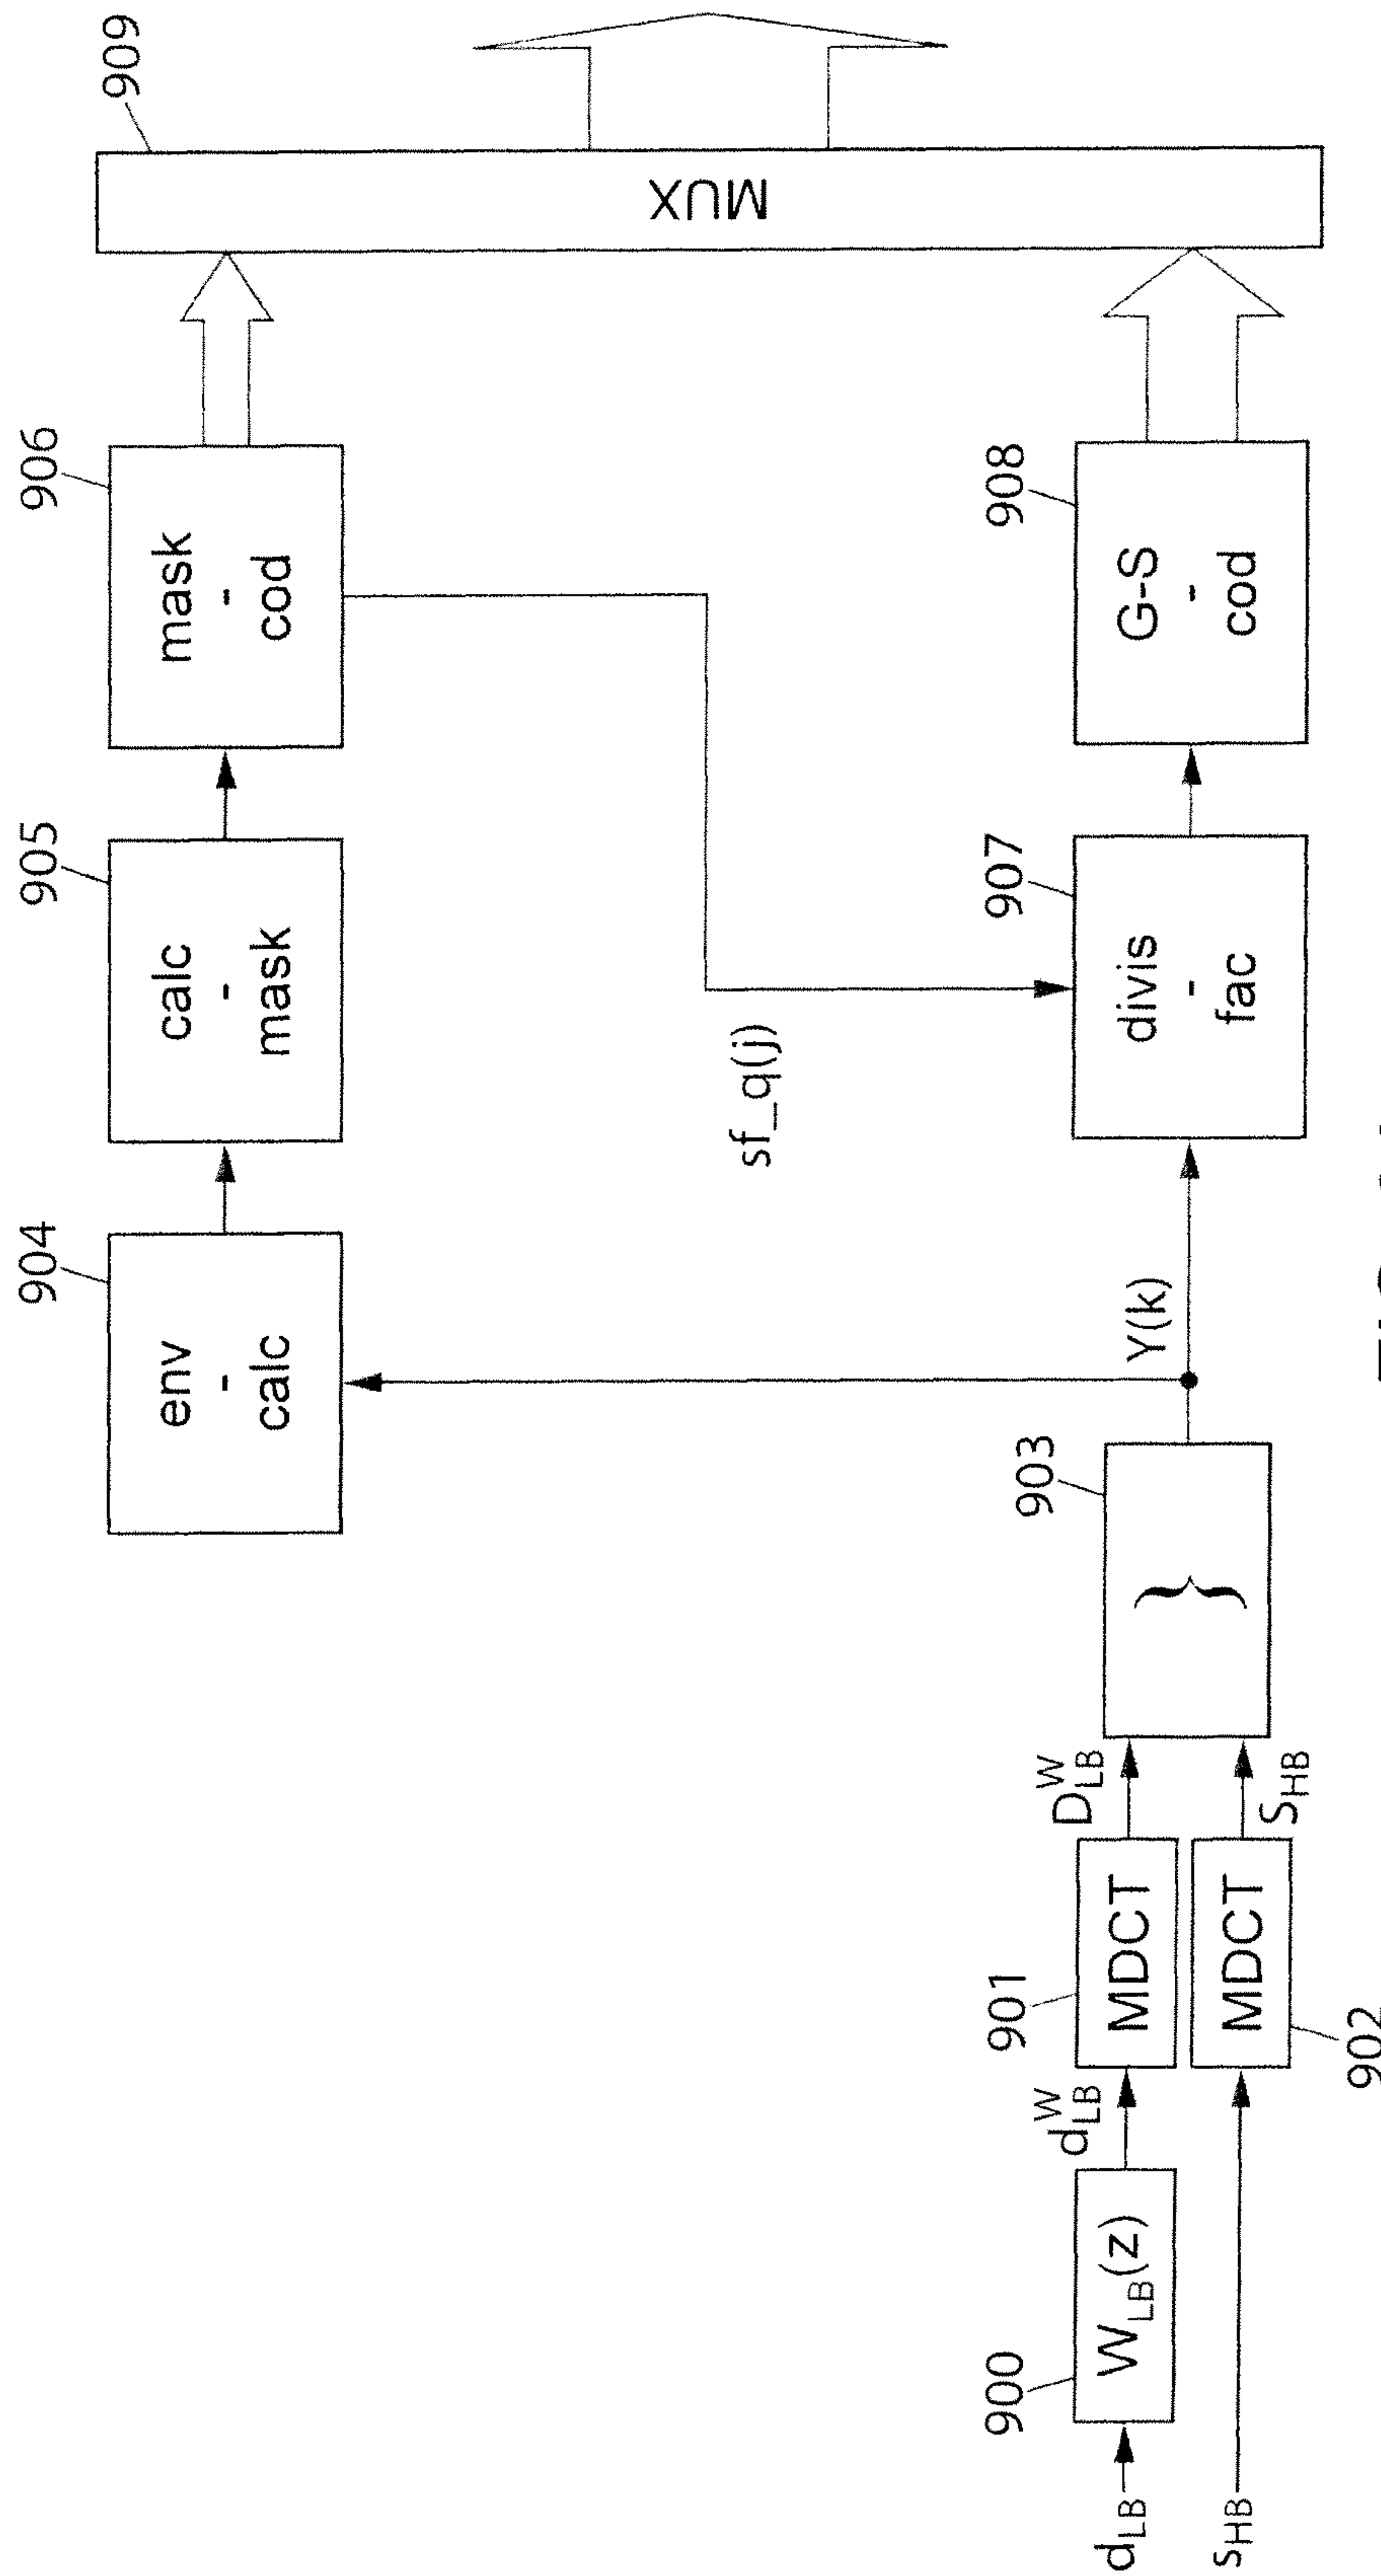 904
env
-
calc
905
calc
-
mask
906
mask
-
cod
909
MUX
sf_q(j)
Y(k)
903
}
907
divis
-
fac
908
G-S
-
cod
d_LB
900
W_LB(z)
d^W_LB
901
MDCT
D^W_LB
s_HB
MDCT
902
S_HB